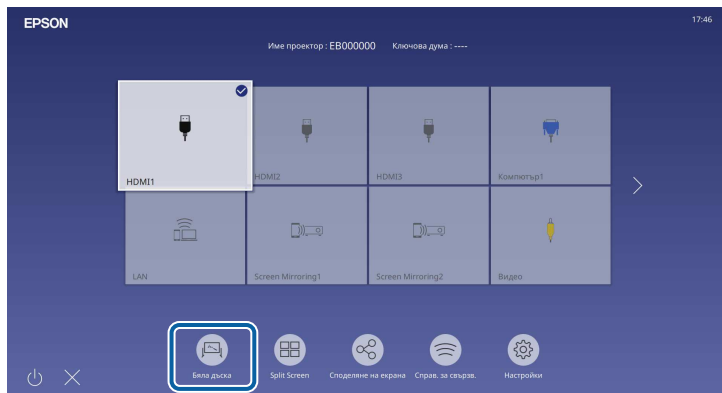 EPSON
17:46
Име проектор : EB000000 Ключова дума : ----
HDMI1
HDMI2
HDMI3
Компютър1
LAN
Screen Mirroring1
Screen Mirroring2
Видео
Бяла дъска
Split Screen
Споделяне на екрана
Справ. за свързв.
Настройки